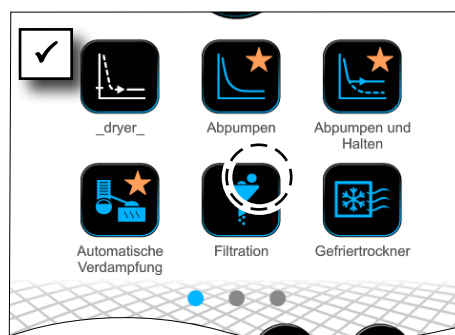 _dryer_
Abpumpen
Abpumpen und
Halten
Automatische
Verdampfung
Filtration
Gefriertrockner